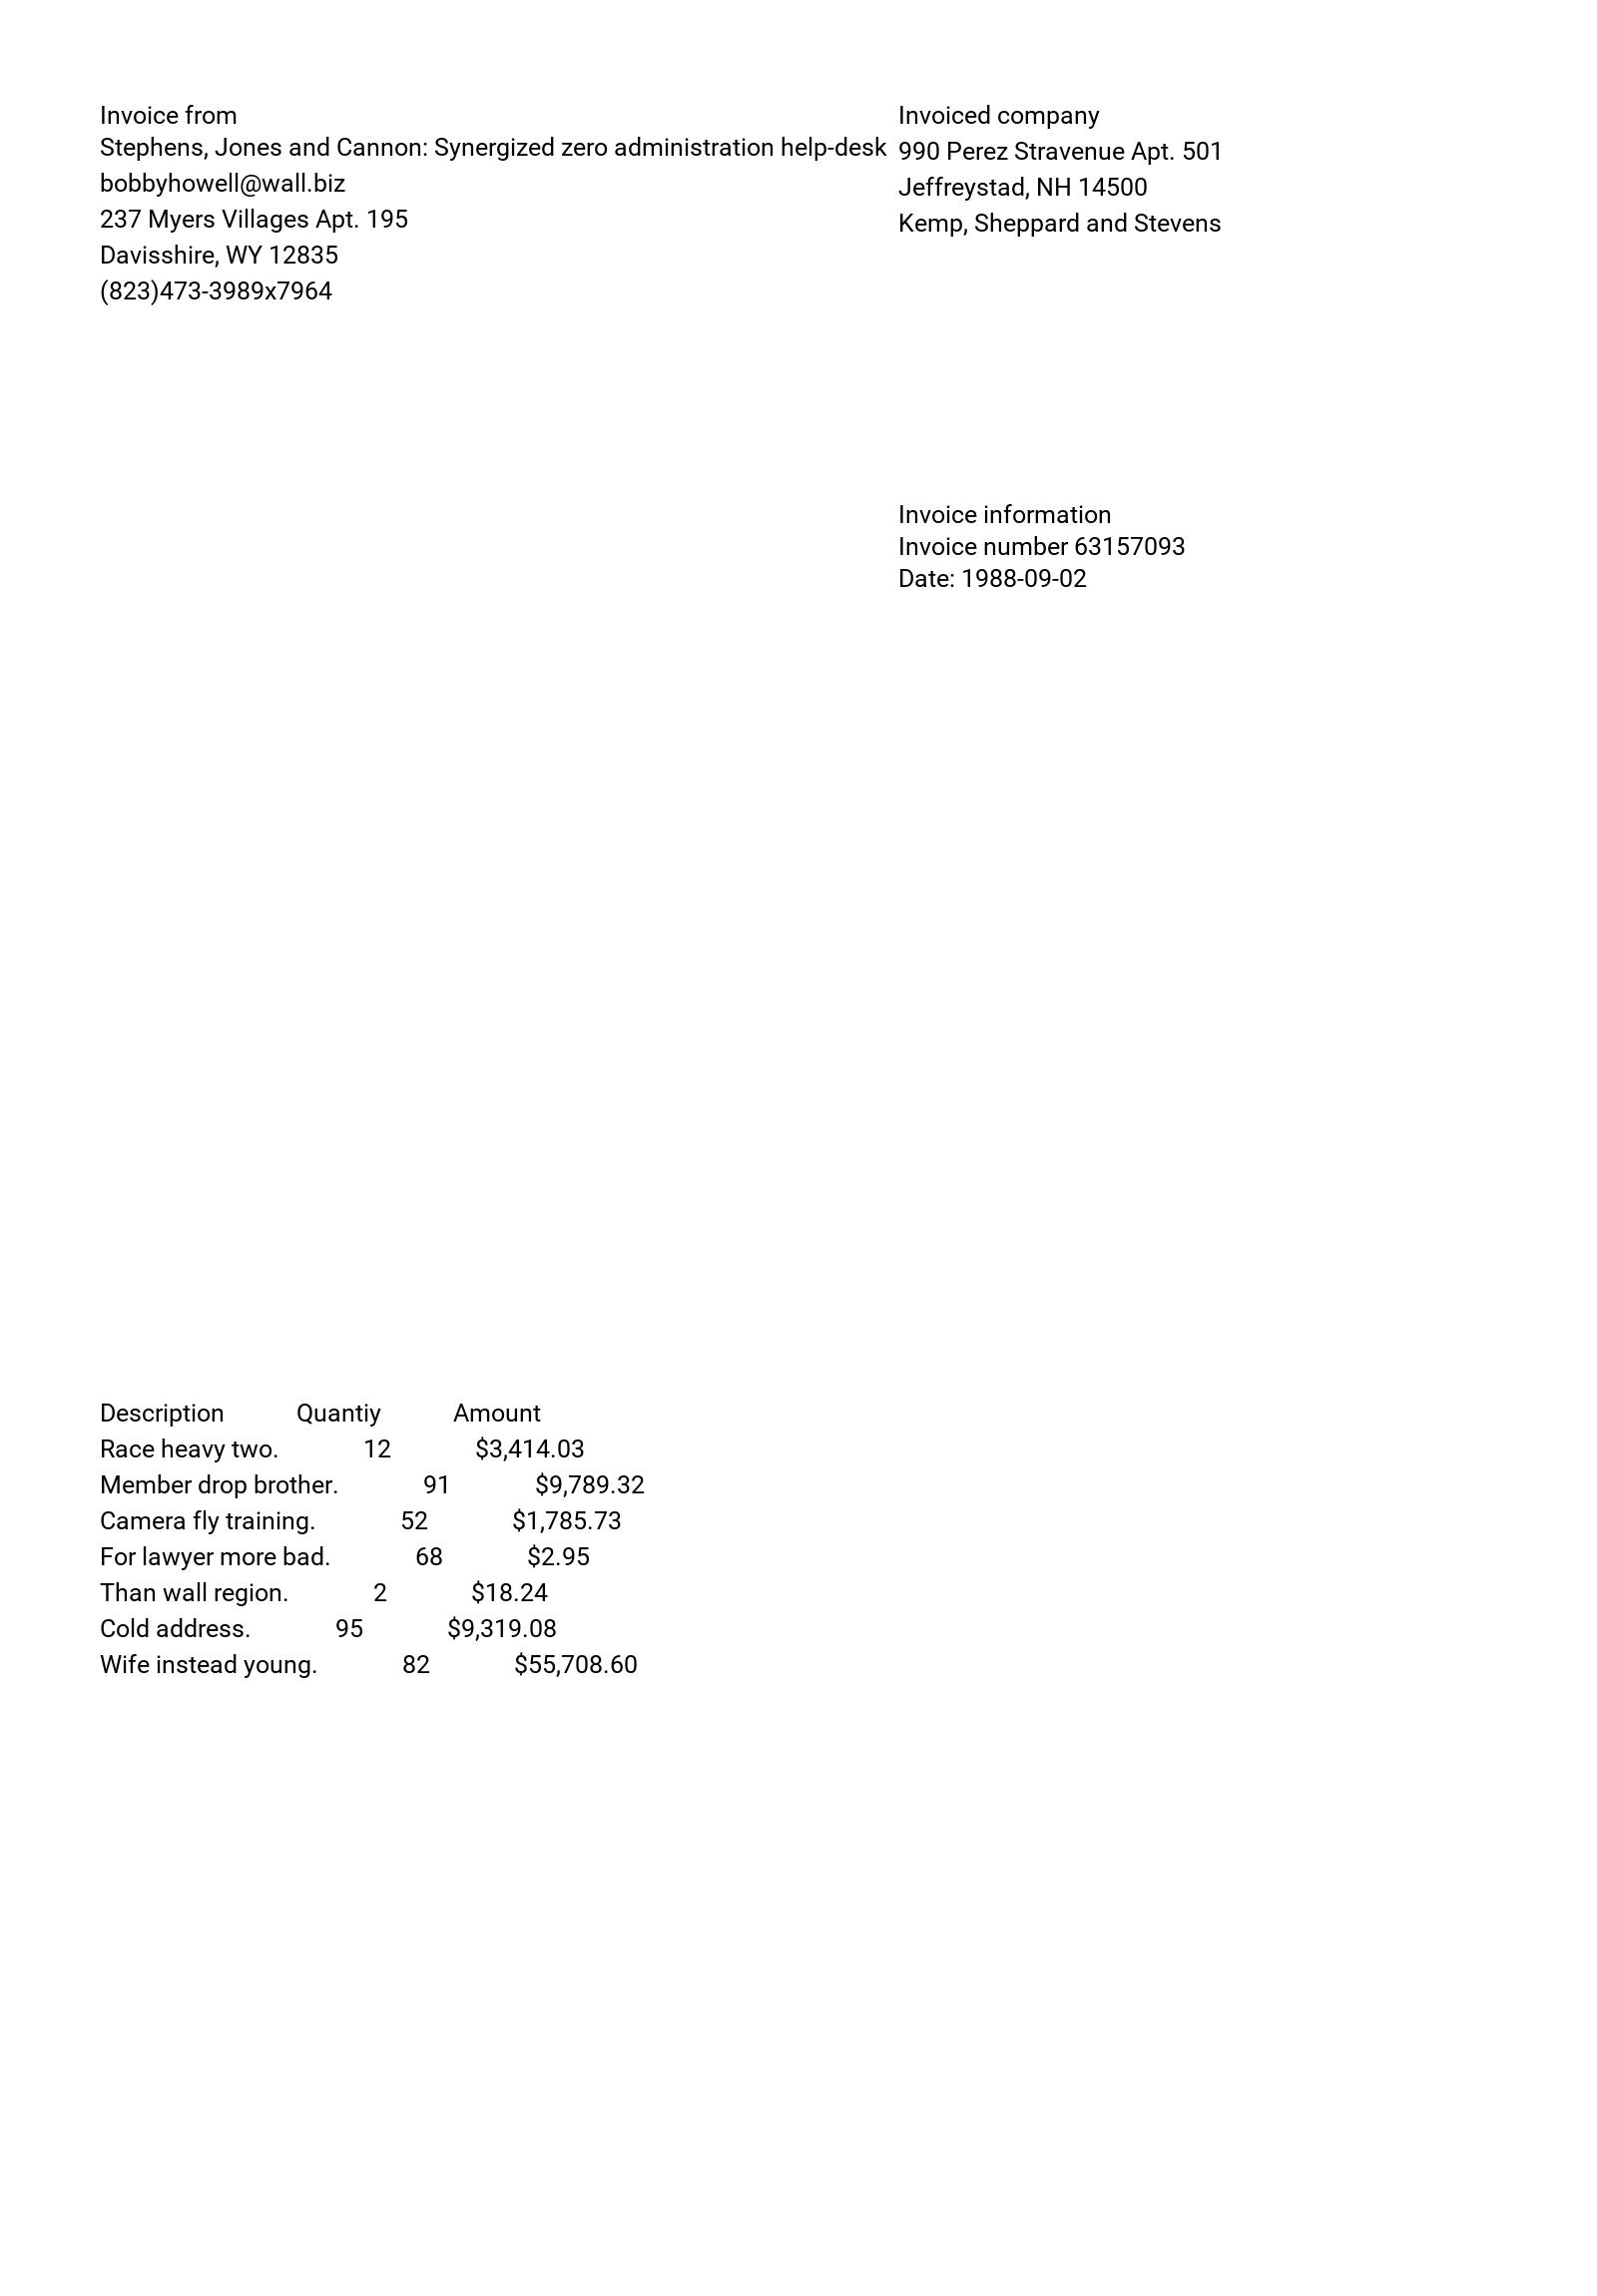 Invoice from
Stephens, Jones and Cannon: Synergized zero administration help-desk
bobbyhowell@wall.biz
237 Myers Villages Apt. 195
Davisshire, WY 12835
(823)473-3989x7964
Invoiced company
990 Perez Stravenue Apt. 501
Jeffreystad, NH 14500
Kemp, Sheppard and Stevens
Invoice information
Invoice number 63157093
Date: 1988-09-02
Description Quantiy Amount
Race heavy two. 12 $3,414.03
Member drop brother. 91 $9,789.32
Camera fly training. 52 $1,785.73
For lawyer more bad. 68 $2.95
Than wall region. 2 $18.24
Cold address. 95 $9,319.08
Wife instead young. 82 $55,708.60